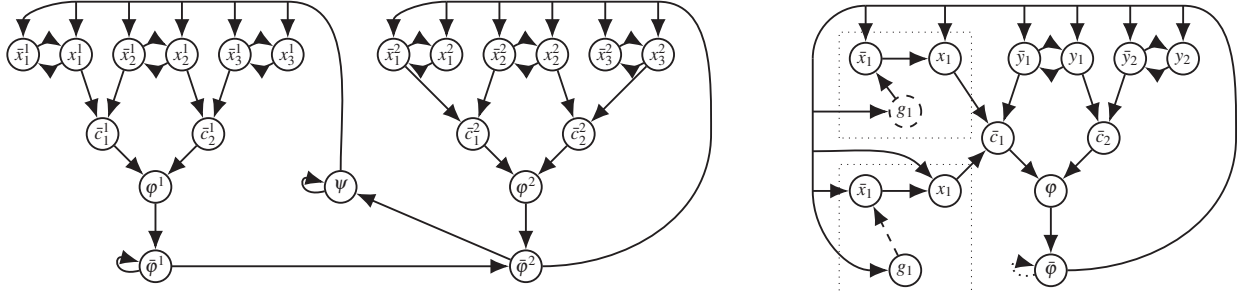 x̄₁¹ x₁¹ x̄₂¹ x₂¹ x̄₃¹ x₃¹ x̄₁² x₁² x̄₂² x₂² x̄₃² x₃² x̄₁ x₁ ȳ₁ y₁ ȳ₂ y₂
g₁
c̄₁¹ c̄₂¹ c̄₁² c̄₂² c̄₁ c̄₂
φ¹ ψ φ² x̄₁ x₁ φ
φ̄¹ φ̄² g₁ φ̄